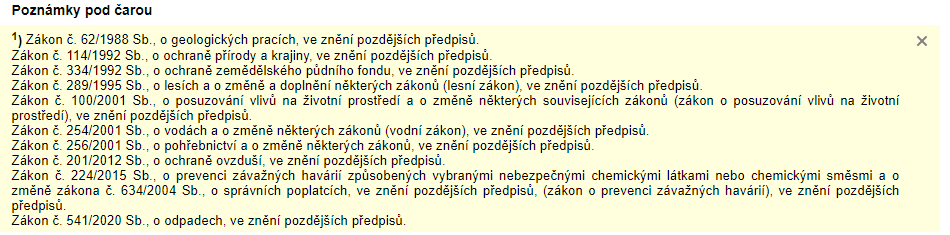 Poznámky pod čarou
1) Zákon č. 62/1988 Sb., o geologických pracích, ve znění pozdějších předpisů.
Zákon č. 114/1992 Sb., o ochraně přírody a krajiny, ve znění pozdějších předpisů.
Zákon č. 334/1992 Sb., o ochraně zemědělského půdního fondu, ve znění pozdějších předpisů.
Zákon č. 289/1995 Sb., o lesích a o změně a doplnění některých zákonů (lesní zákon), ve znění pozdějších předpisů.
Zákon č. 100/2001 Sb., o posuzování vlivů na životní prostředí a o změně některých souvisejících zákonů (zákon o posuzování vlivů na životní
prostředí), ve znění pozdějších předpisů.
Zákon č. 254/2001 Sb., o vodách a o změně některých zákonů (vodní zákon), ve znění pozdějších předpisů.
Zákon č. 256/2001 Sb., o pohřebnictví a o změně některých zákonů, ve znění pozdějších předpisů.
Zákon č. 201/2012 Sb., o ochraně ovzduší, ve znění pozdějších předpisů.
Zákon č. 224/2015 Sb., o prevenci závažných havárií způsobených vybranými nebezpečnými chemickými látkami nebo chemickými směsmi a o
změně zákona č. 634/2004 Sb., o správních poplatcích, ve znění pozdějších předpisů, (zákon o prevenci závažných havárií), ve znění pozdějších
předpisů.
Zákon č. 541/2020 Sb., o odpadech, ve znění pozdějších předpisů.